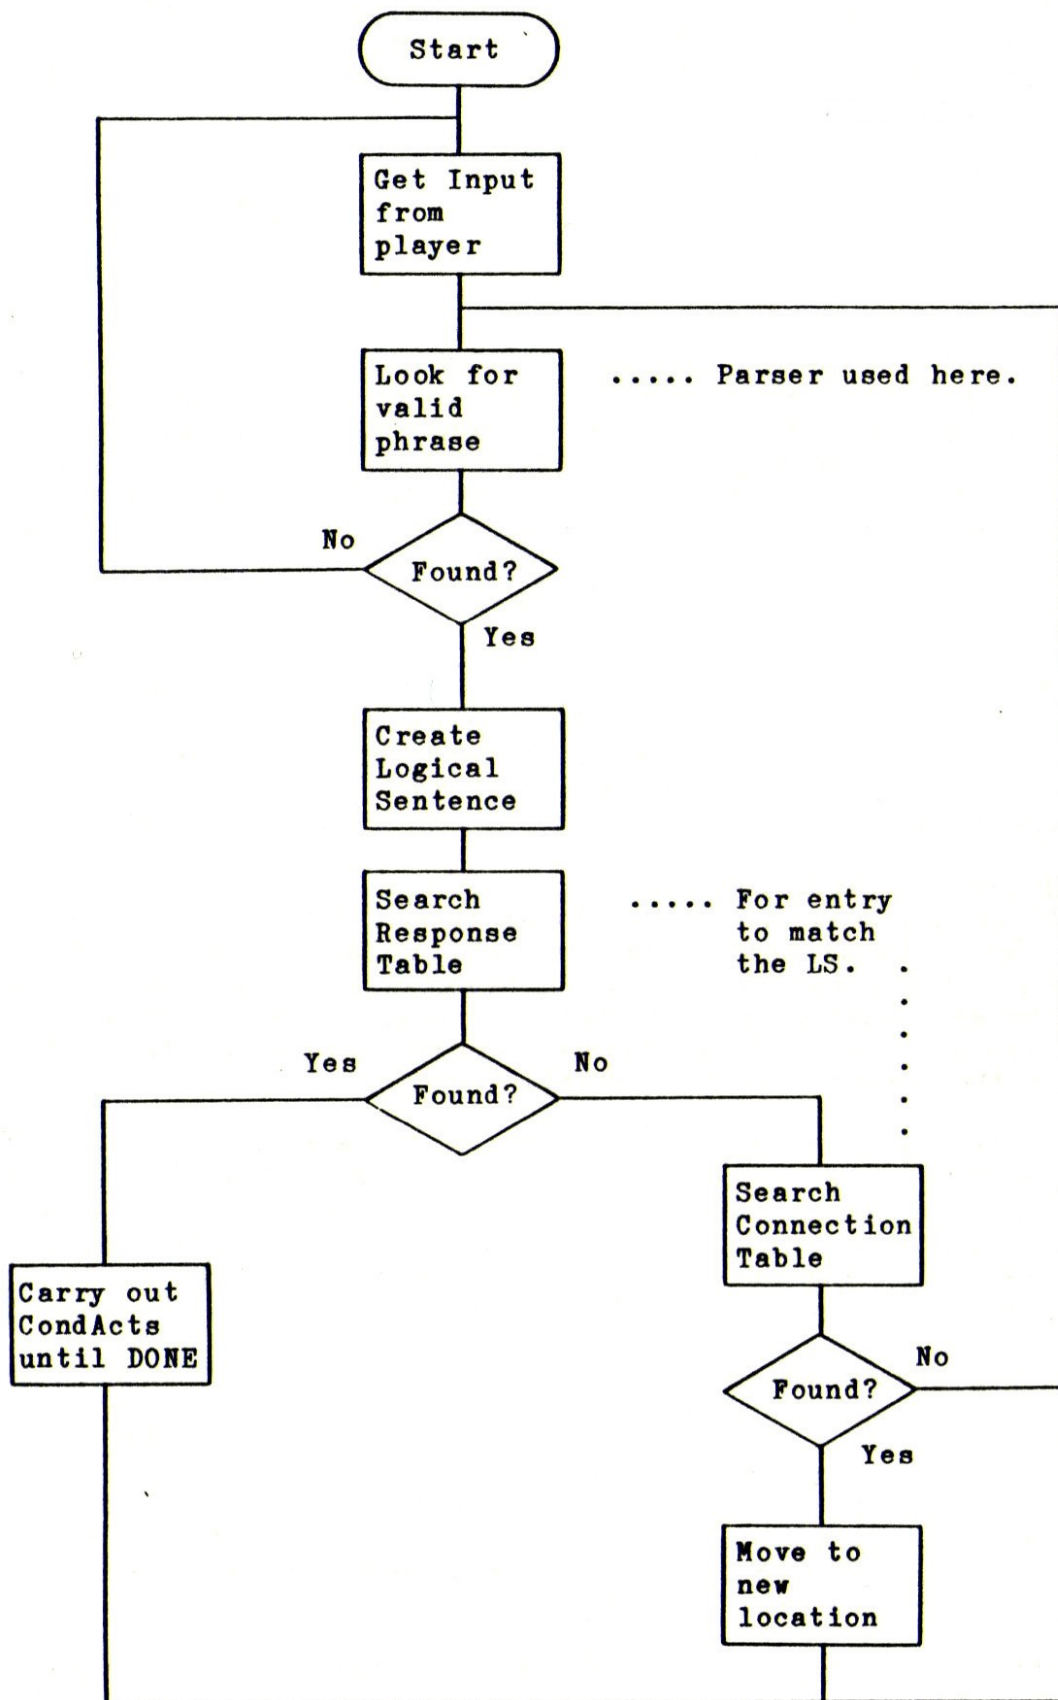 Start
Get Input
from
player
Look for
valid
phrase
..... Parser used here.
No
Found?
Yes
Create
Logical
Sentence
Search
Response
Table
..... For entry
to match
the LS. .
Yes
Found?
No
Search
Connection
Table
Carry out
CondActs
until DONE
Found?
No
Yes
Move to
new
location